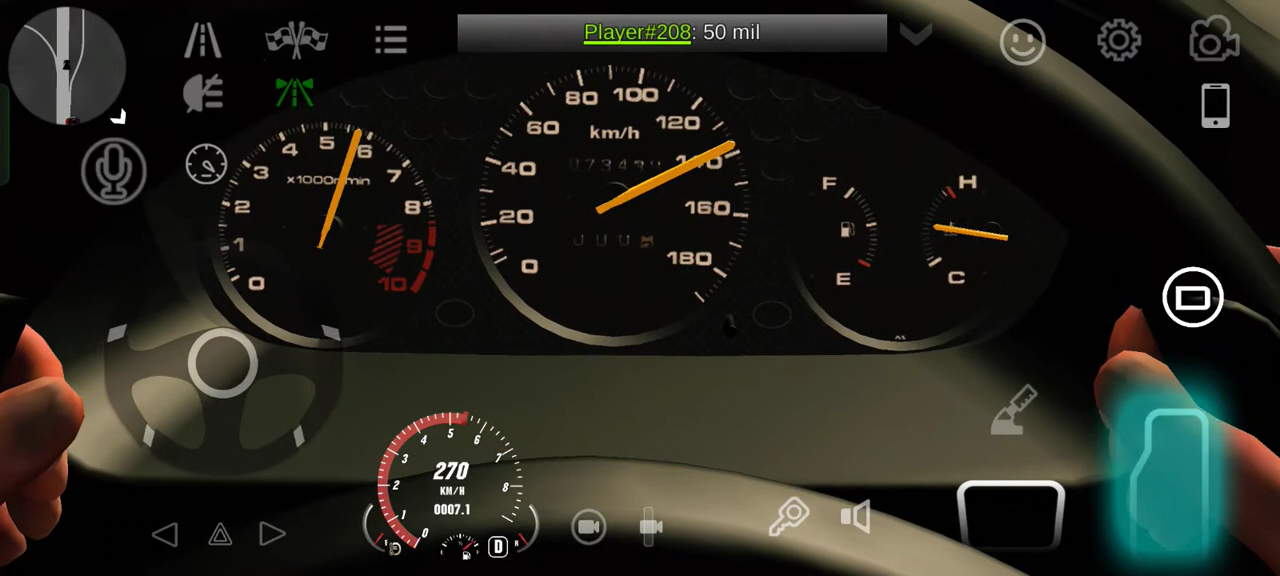 Player#208: 50 mil
0 1 2 3 4 5 6 7 8 9 10
x1000r/min
0 20 40 60 80 100 120 140 160 180
km/h
F
E
H
C
0 1 2 3 4 5 6 7 8
270
KM/H
0007.1
D